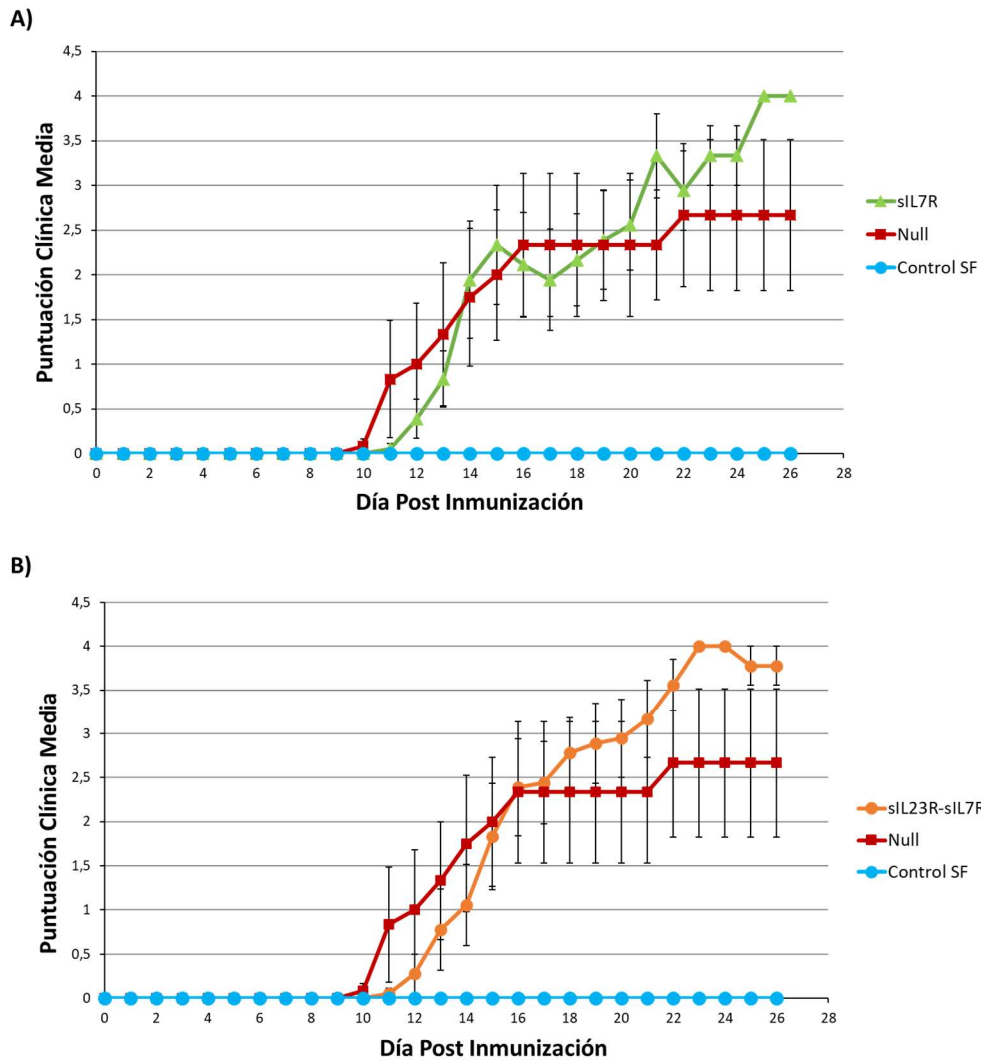 A)
Puntuación Clínica Media
4,5
4
3,5
3
2,5
2
1,5
1
0,5
0
0 2 4 6 8 10 12 14 16 18 20 22 24 26 28
Día Post Inmunización
sIL7R
Null
Control SF
B)
Puntuación Clínica Media
4,5
4
3,5
3
2,5
2
1,5
1
0,5
0
0 2 4 6 8 10 12 14 16 18 20 22 24 26 28
Día Post Inmunización
sIL23R-sIL7R
Null
Control SF